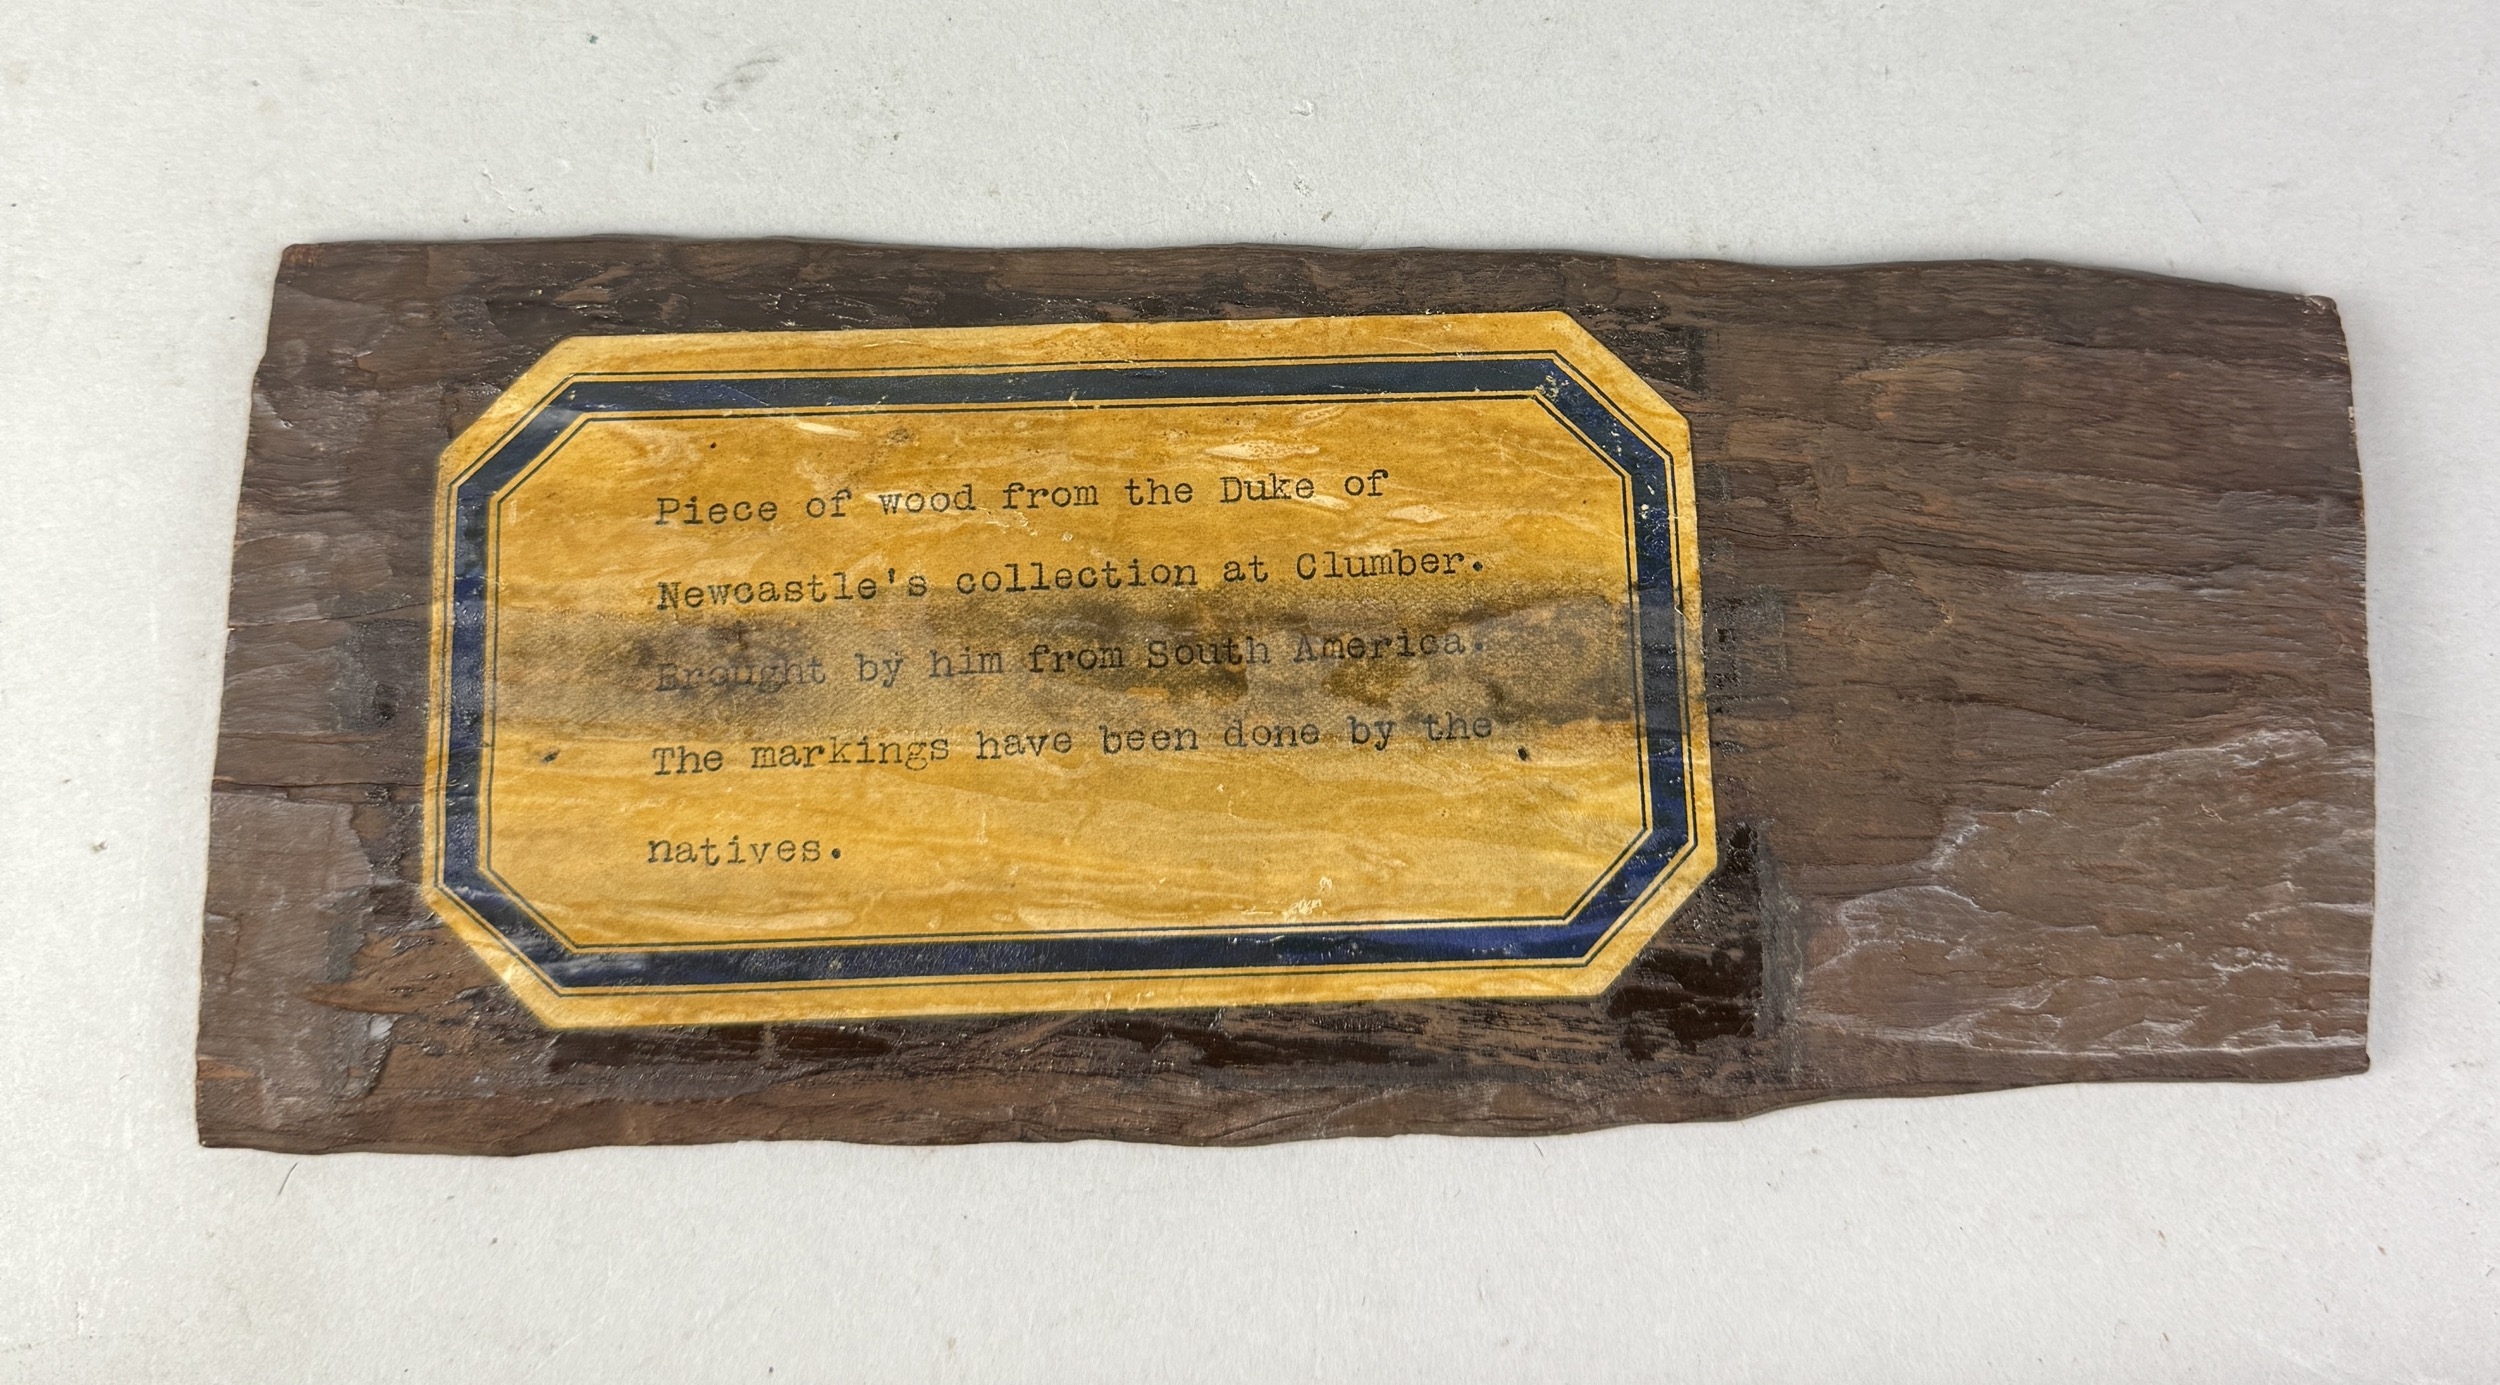 Piece of wood from the Duke of
Newcastle's collection at Clumber.
Brought by him from South America.
The markings have been done by the
natives.